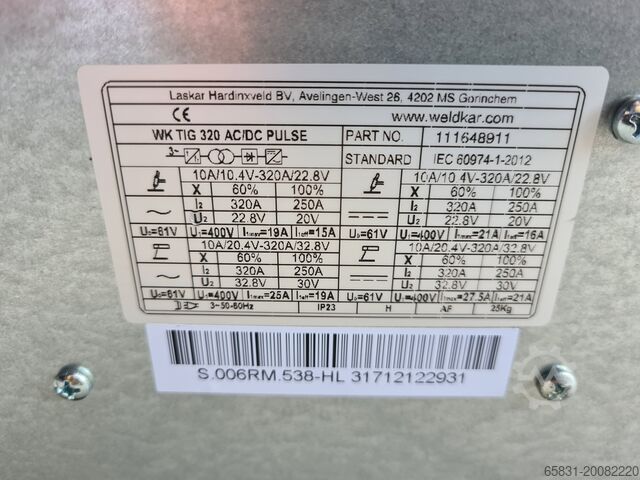 Laskar Hardinxveld BV, Avelingen-West 26, 4202 MS Gorinchem
CE www.weldkar.com
WK TIG 320 AC/DC PULSE PART NO. 111648911
3~ STANDARD IEC 60974-1-2012
10A/10.4V-320A/22.8V 10A/10.4V-320A/22.8V
X 60% 100% X 60% 100%
I2 320A 250A I2 320A 250A
U2 22.8V 20V U2 22.8V 20V
U0=61V U1=400V I1max=19A I1eff=15A U0=61V U1=400V I1max=21A I1eff=16A
10A/20.4V-320A/32.8V 10A/20.4V-320A/32.8V
X 60% 100% X 60% 100%
I2 320A 250A I2 320A 250A
U2 32.8V 30V U2 32.8V 30V
U0=61V U1=400V I1max=25A I1eff=19A U0=61V U1=400V I1max=27.5A I1eff=21A
3~50-60Hz IP23 H AF 25Kg
S.006RM.538-HL 31712122931
65831-20082220